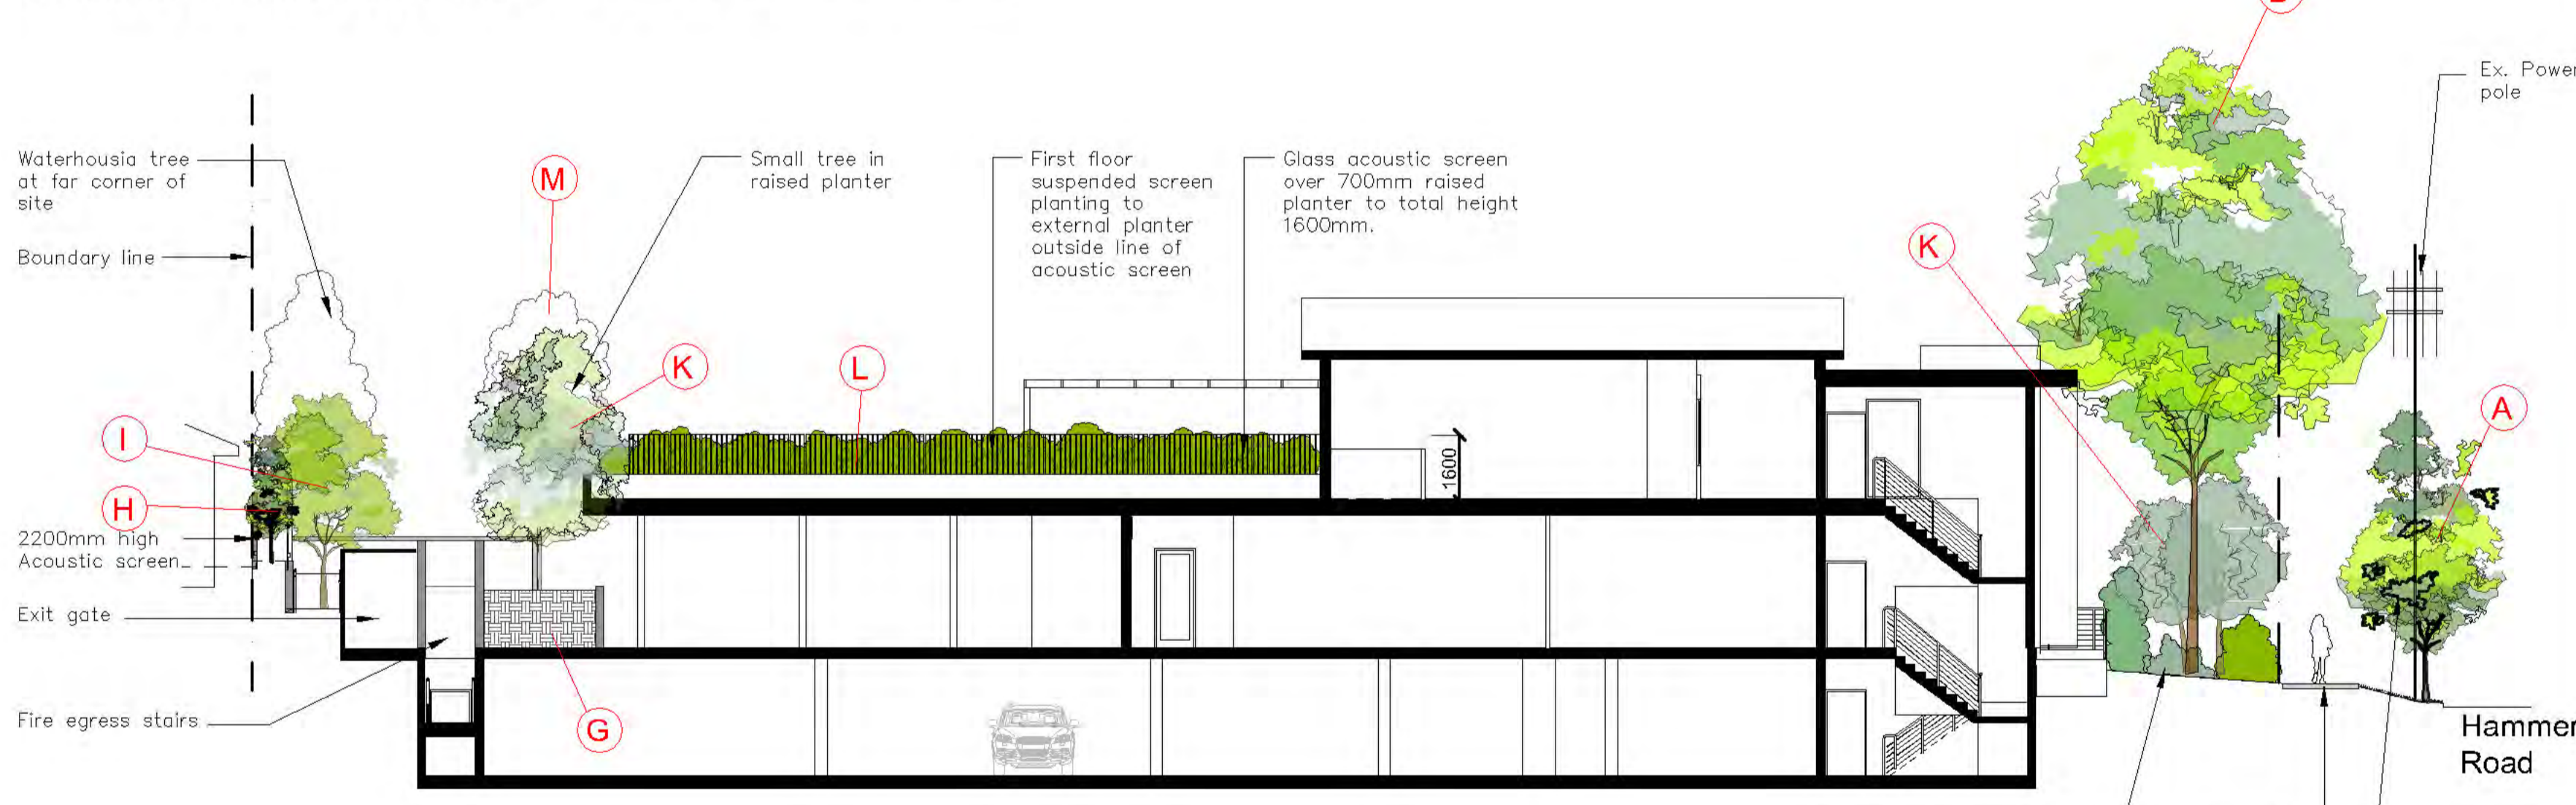 Ex. Power
pole
Waterhousia tree
at far corner of
site
Boundary line
M
Small tree in
raised planter
First floor
suspended screen
planting to
external planter
outside line of
acoustic screen
Glass acoustic screen
over 700mm raised
planter to total height
1600mm.
K
K
L
A
I
H
1600
2200mm high
Acoustic screen
Exit gate
Fire egress stairs
G
Hammer
Road